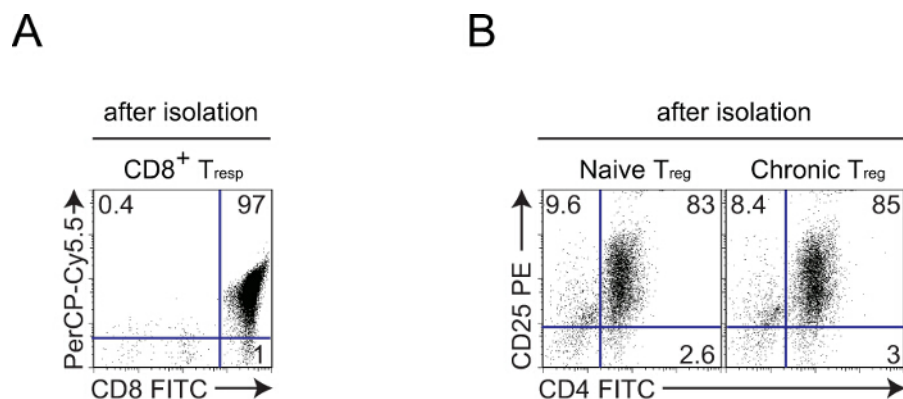 A
B
after isolation
after isolation
CD8+ Tresp
Naive Treg
Chronic Treg
0.4
97
9.6
83
8.4
85
PerCP-Cy5.5
CD25 PE
1
2.6
3
CD8 FITC
CD4 FITC